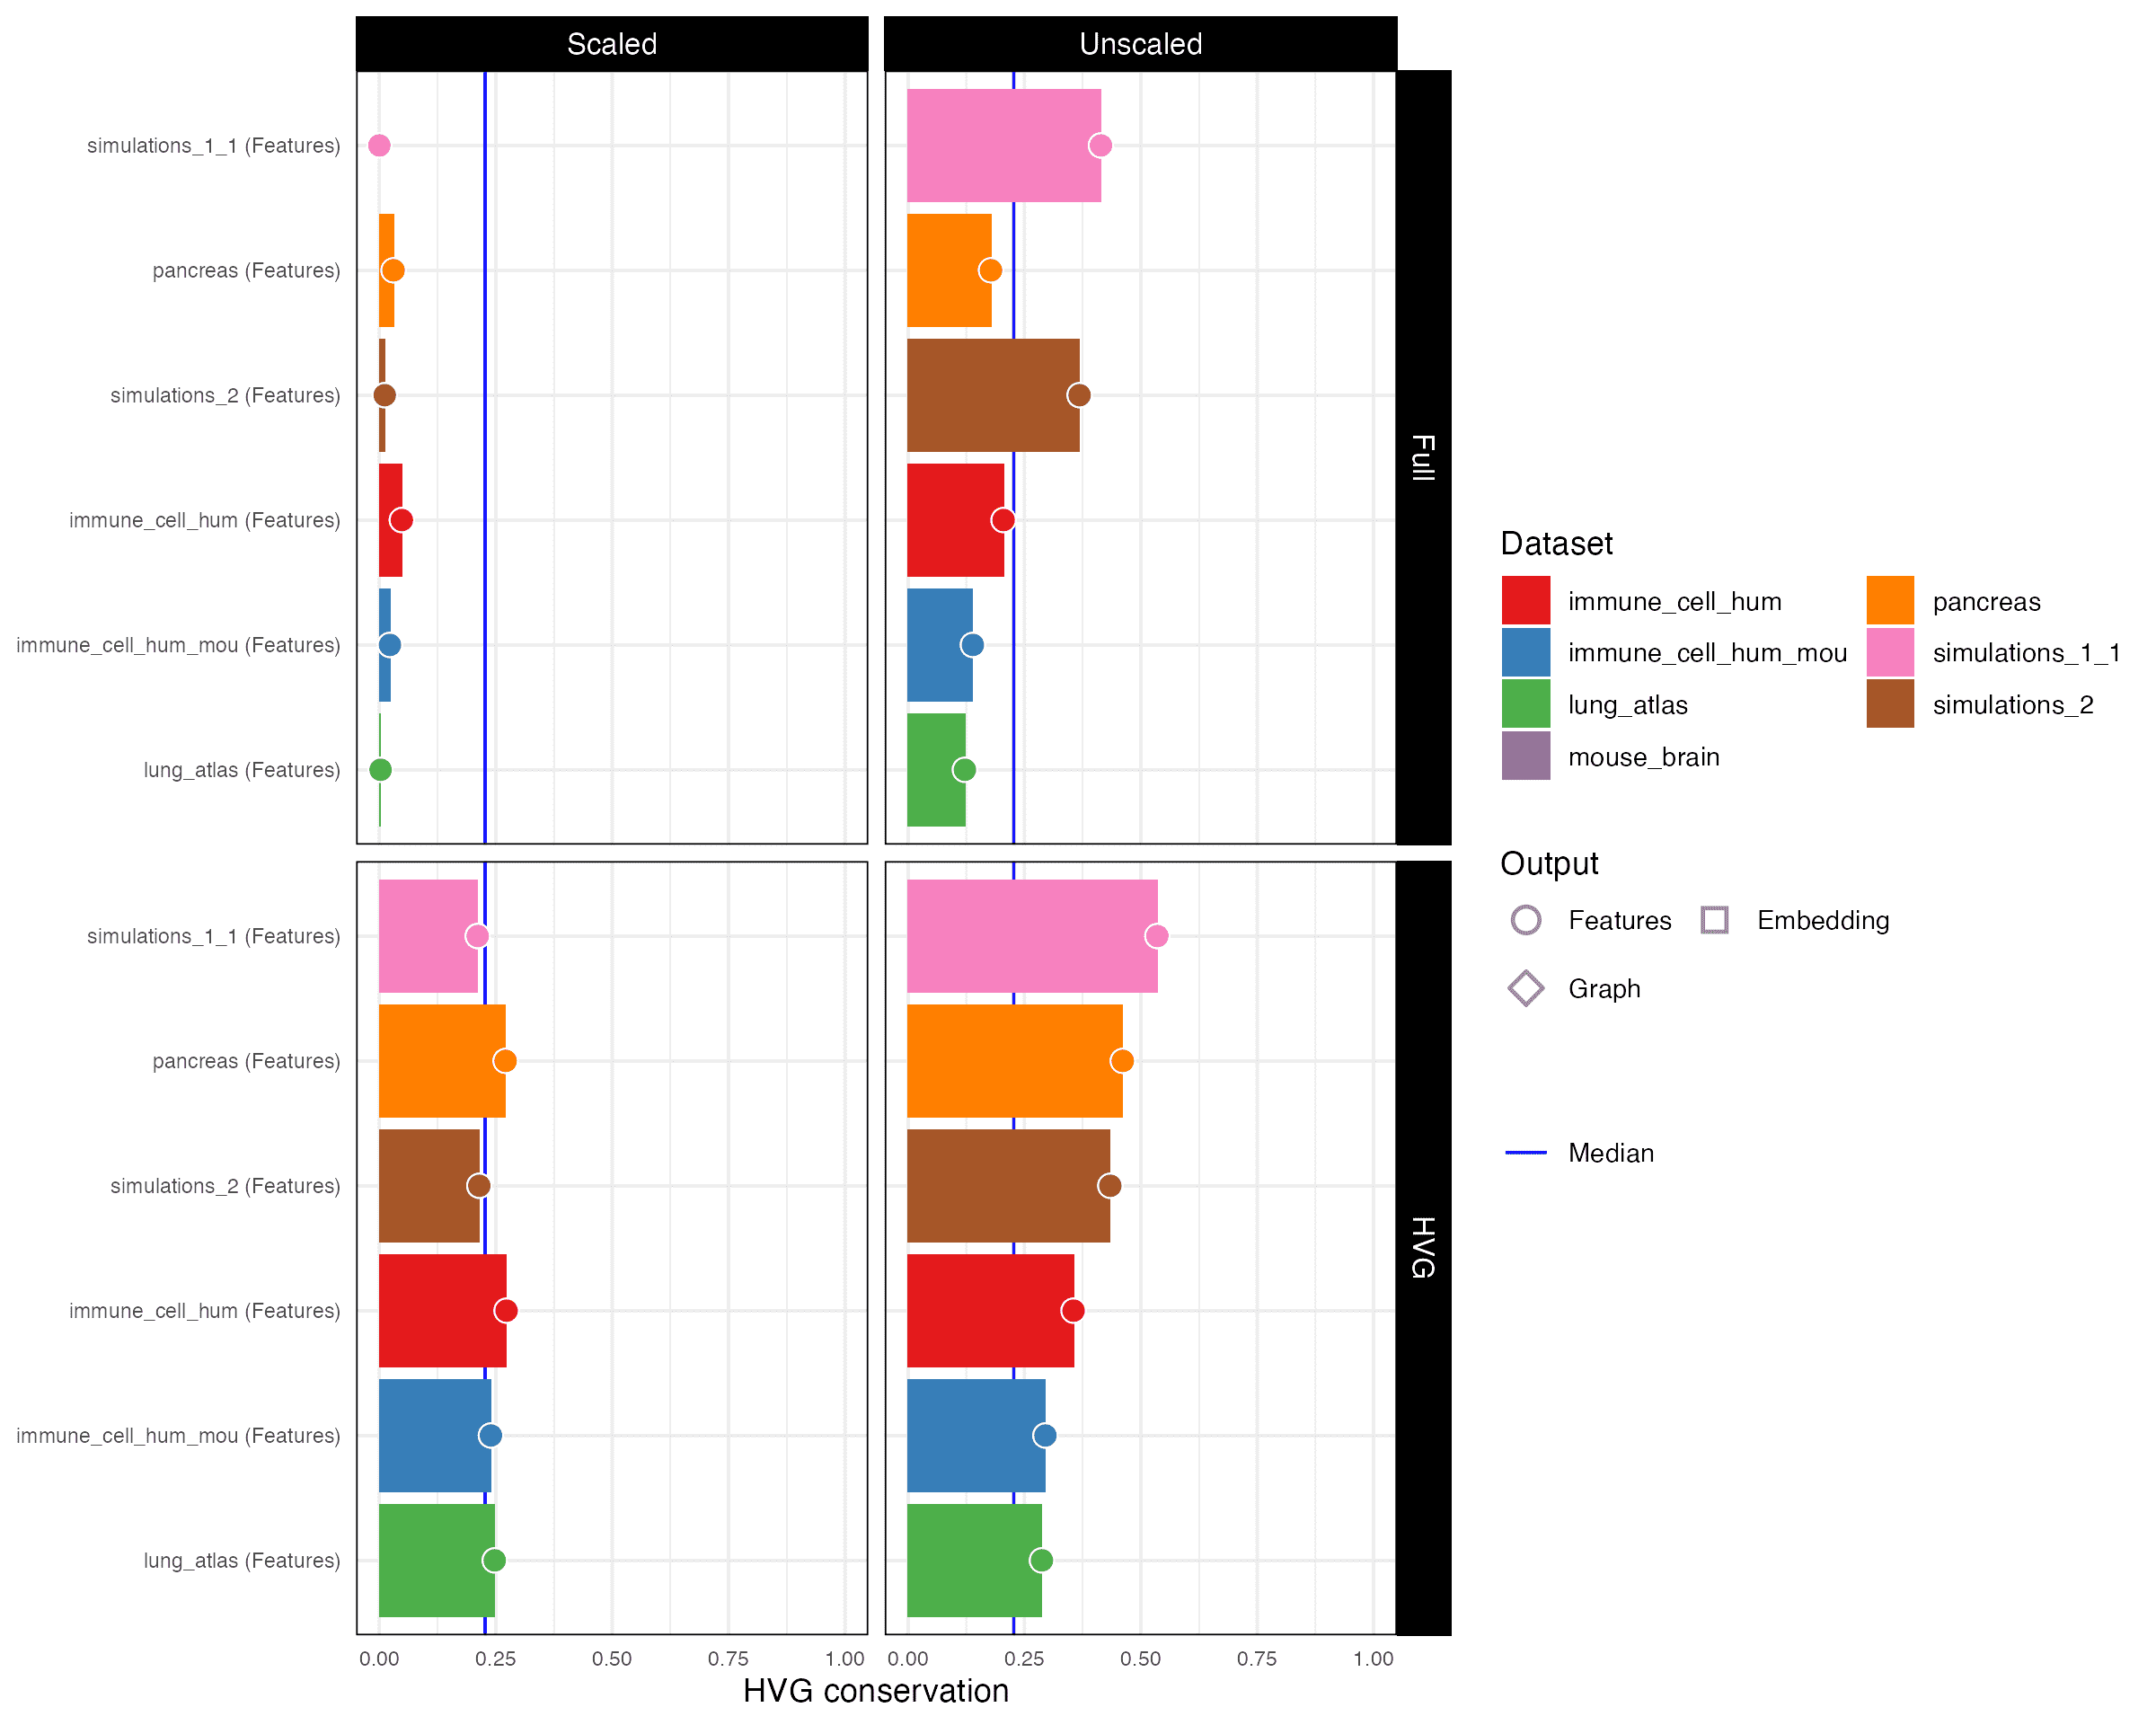 Scaled
Unscaled
simulations_1_1 (Features)
pancreas (Features)
simulations_2 (Features)
immune_cell_hum (Features)
immune_cell_hum_mou (Features)
lung_atlas (Features)
Full
simulations_1_1 (Features)
pancreas (Features)
simulations_2 (Features)
immune_cell_hum (Features)
immune_cell_hum_mou (Features)
lung_atlas (Features)
HVG
0.00 0.25 0.50 0.75 1.00
0.00 0.25 0.50 0.75 1.00
HVG conservation
Dataset
immune_cell_hum
immune_cell_hum_mou
lung_atlas
mouse_brain
pancreas
simulations_1_1
simulations_2
Output
Features
Embedding
Graph
Median